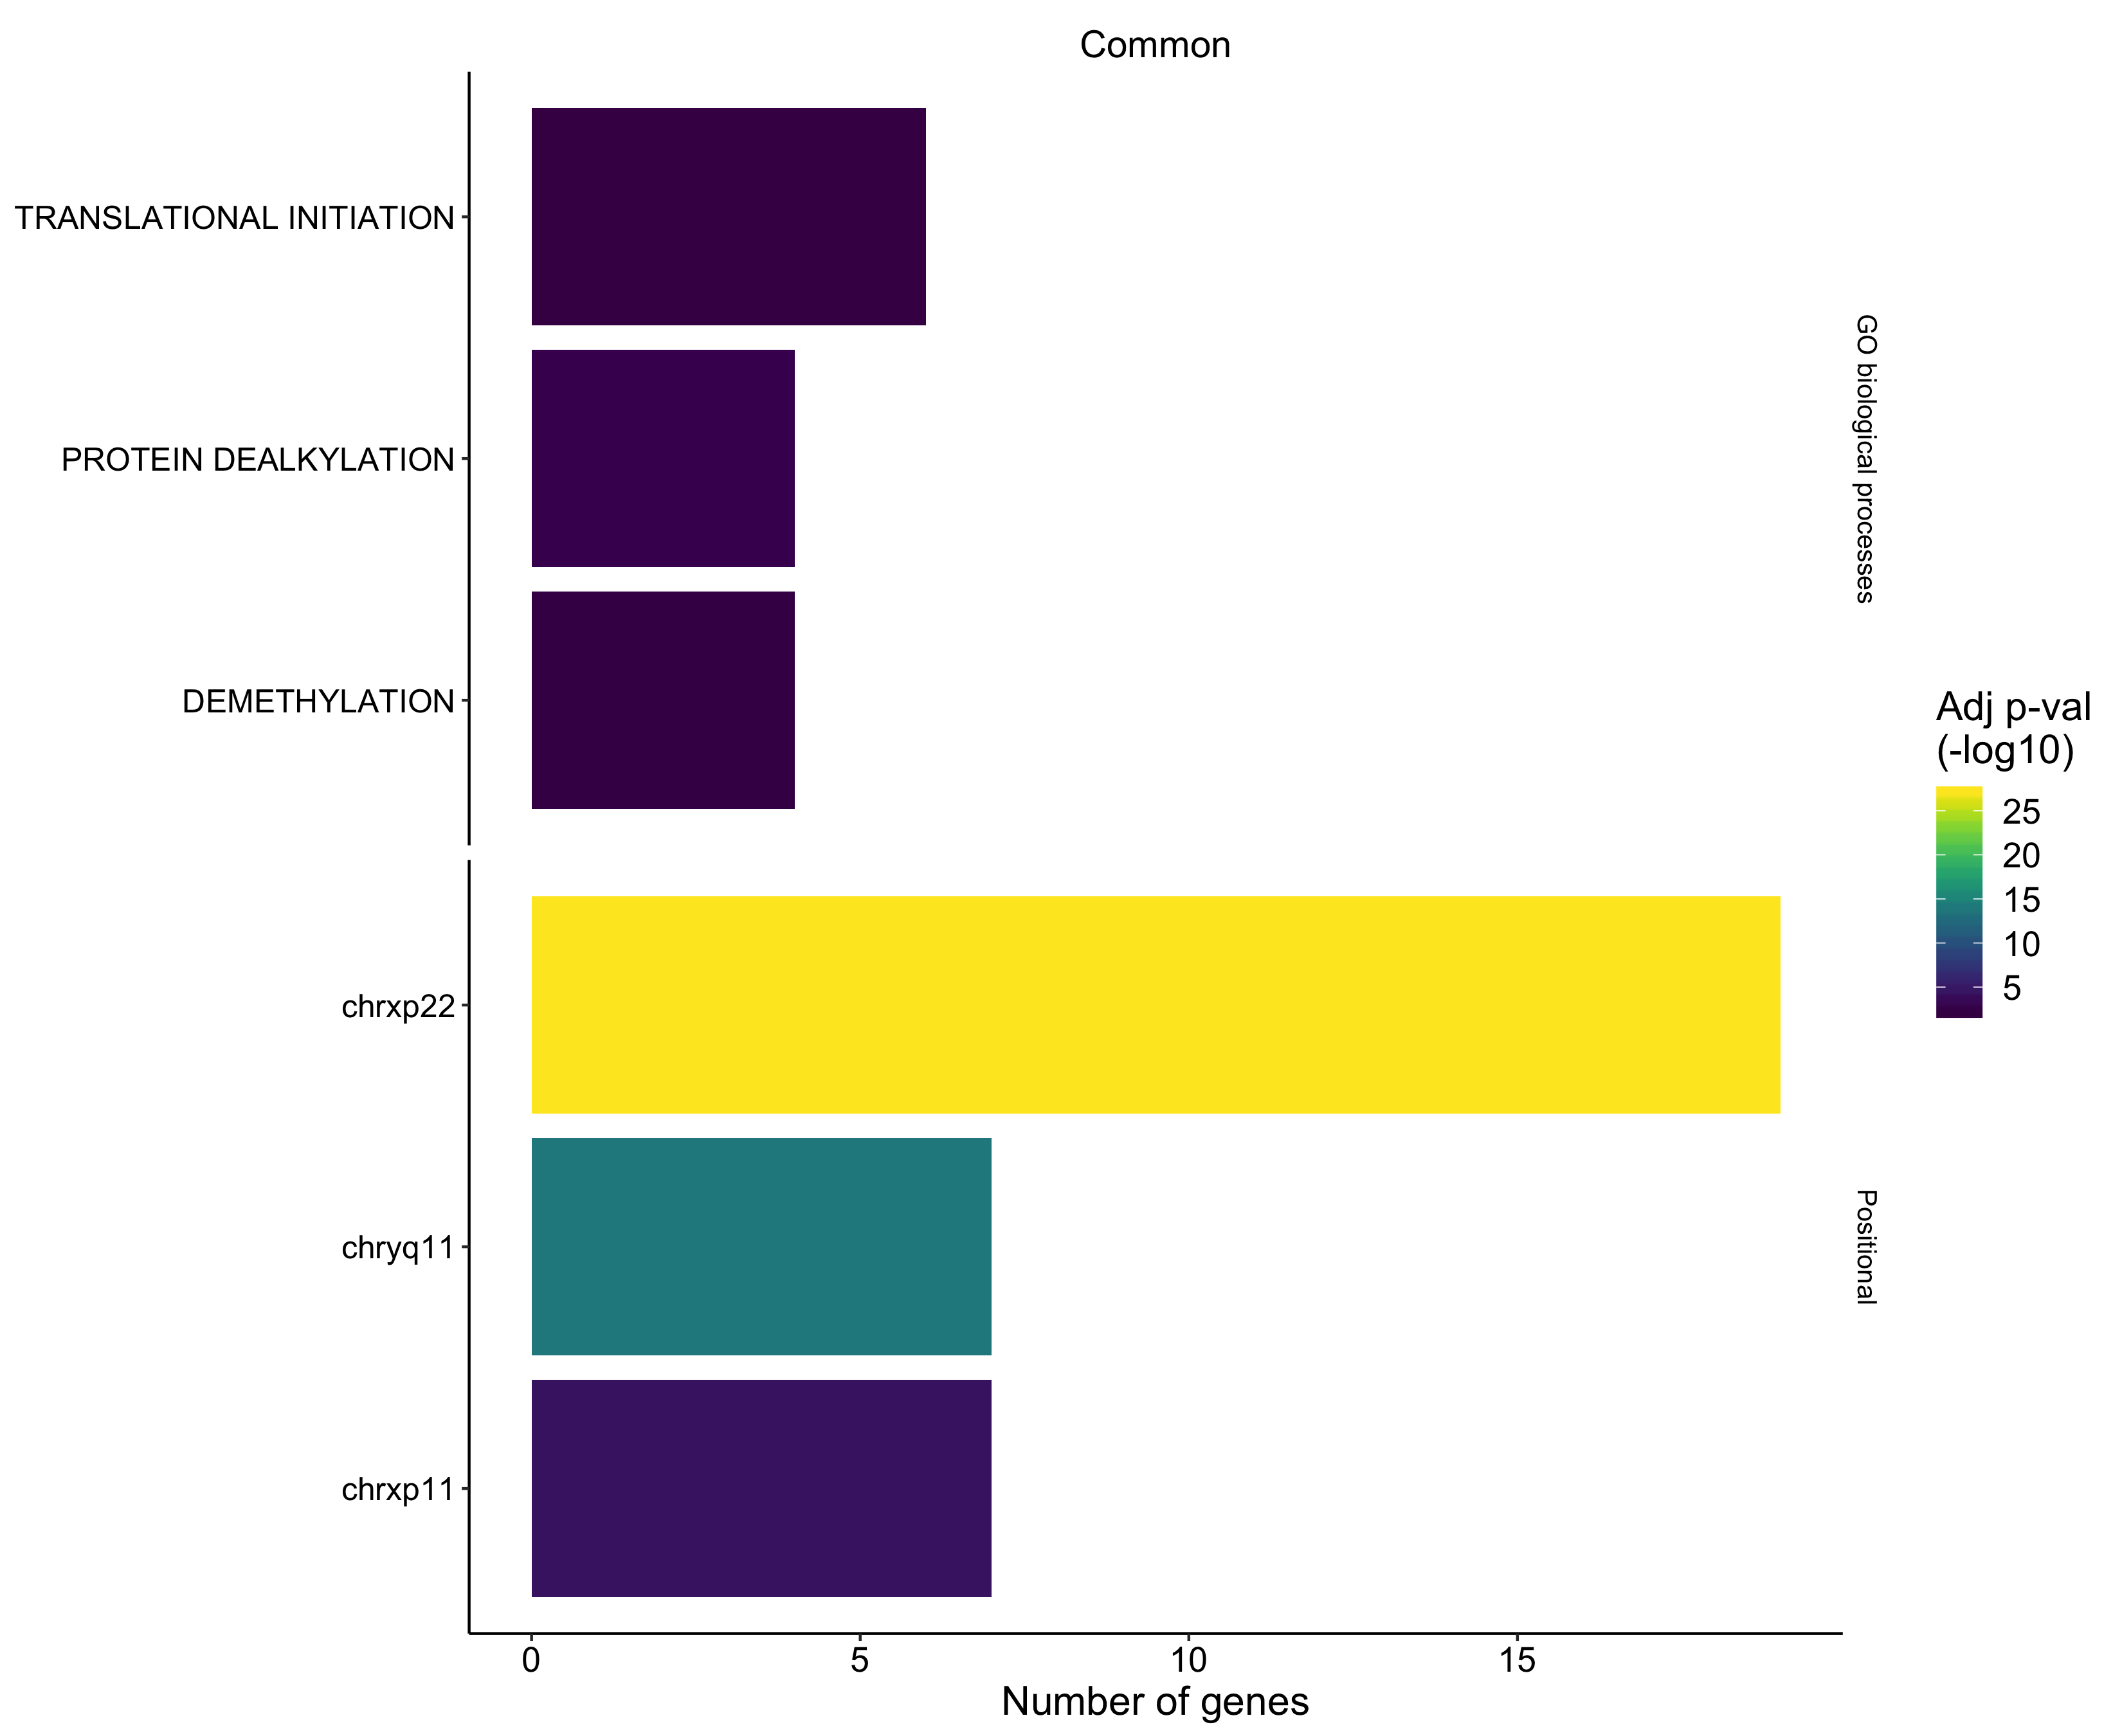 Common
TRANSLATIONAL INITIATION
PROTEIN DEALKYLATION
DEMETHYLATION
GO biological processes
chrxp22
chryq11
chrxp11
Positional
0 5 10 15
Number of genes
Adj p-val
(-log10)
25
20
15
10
5